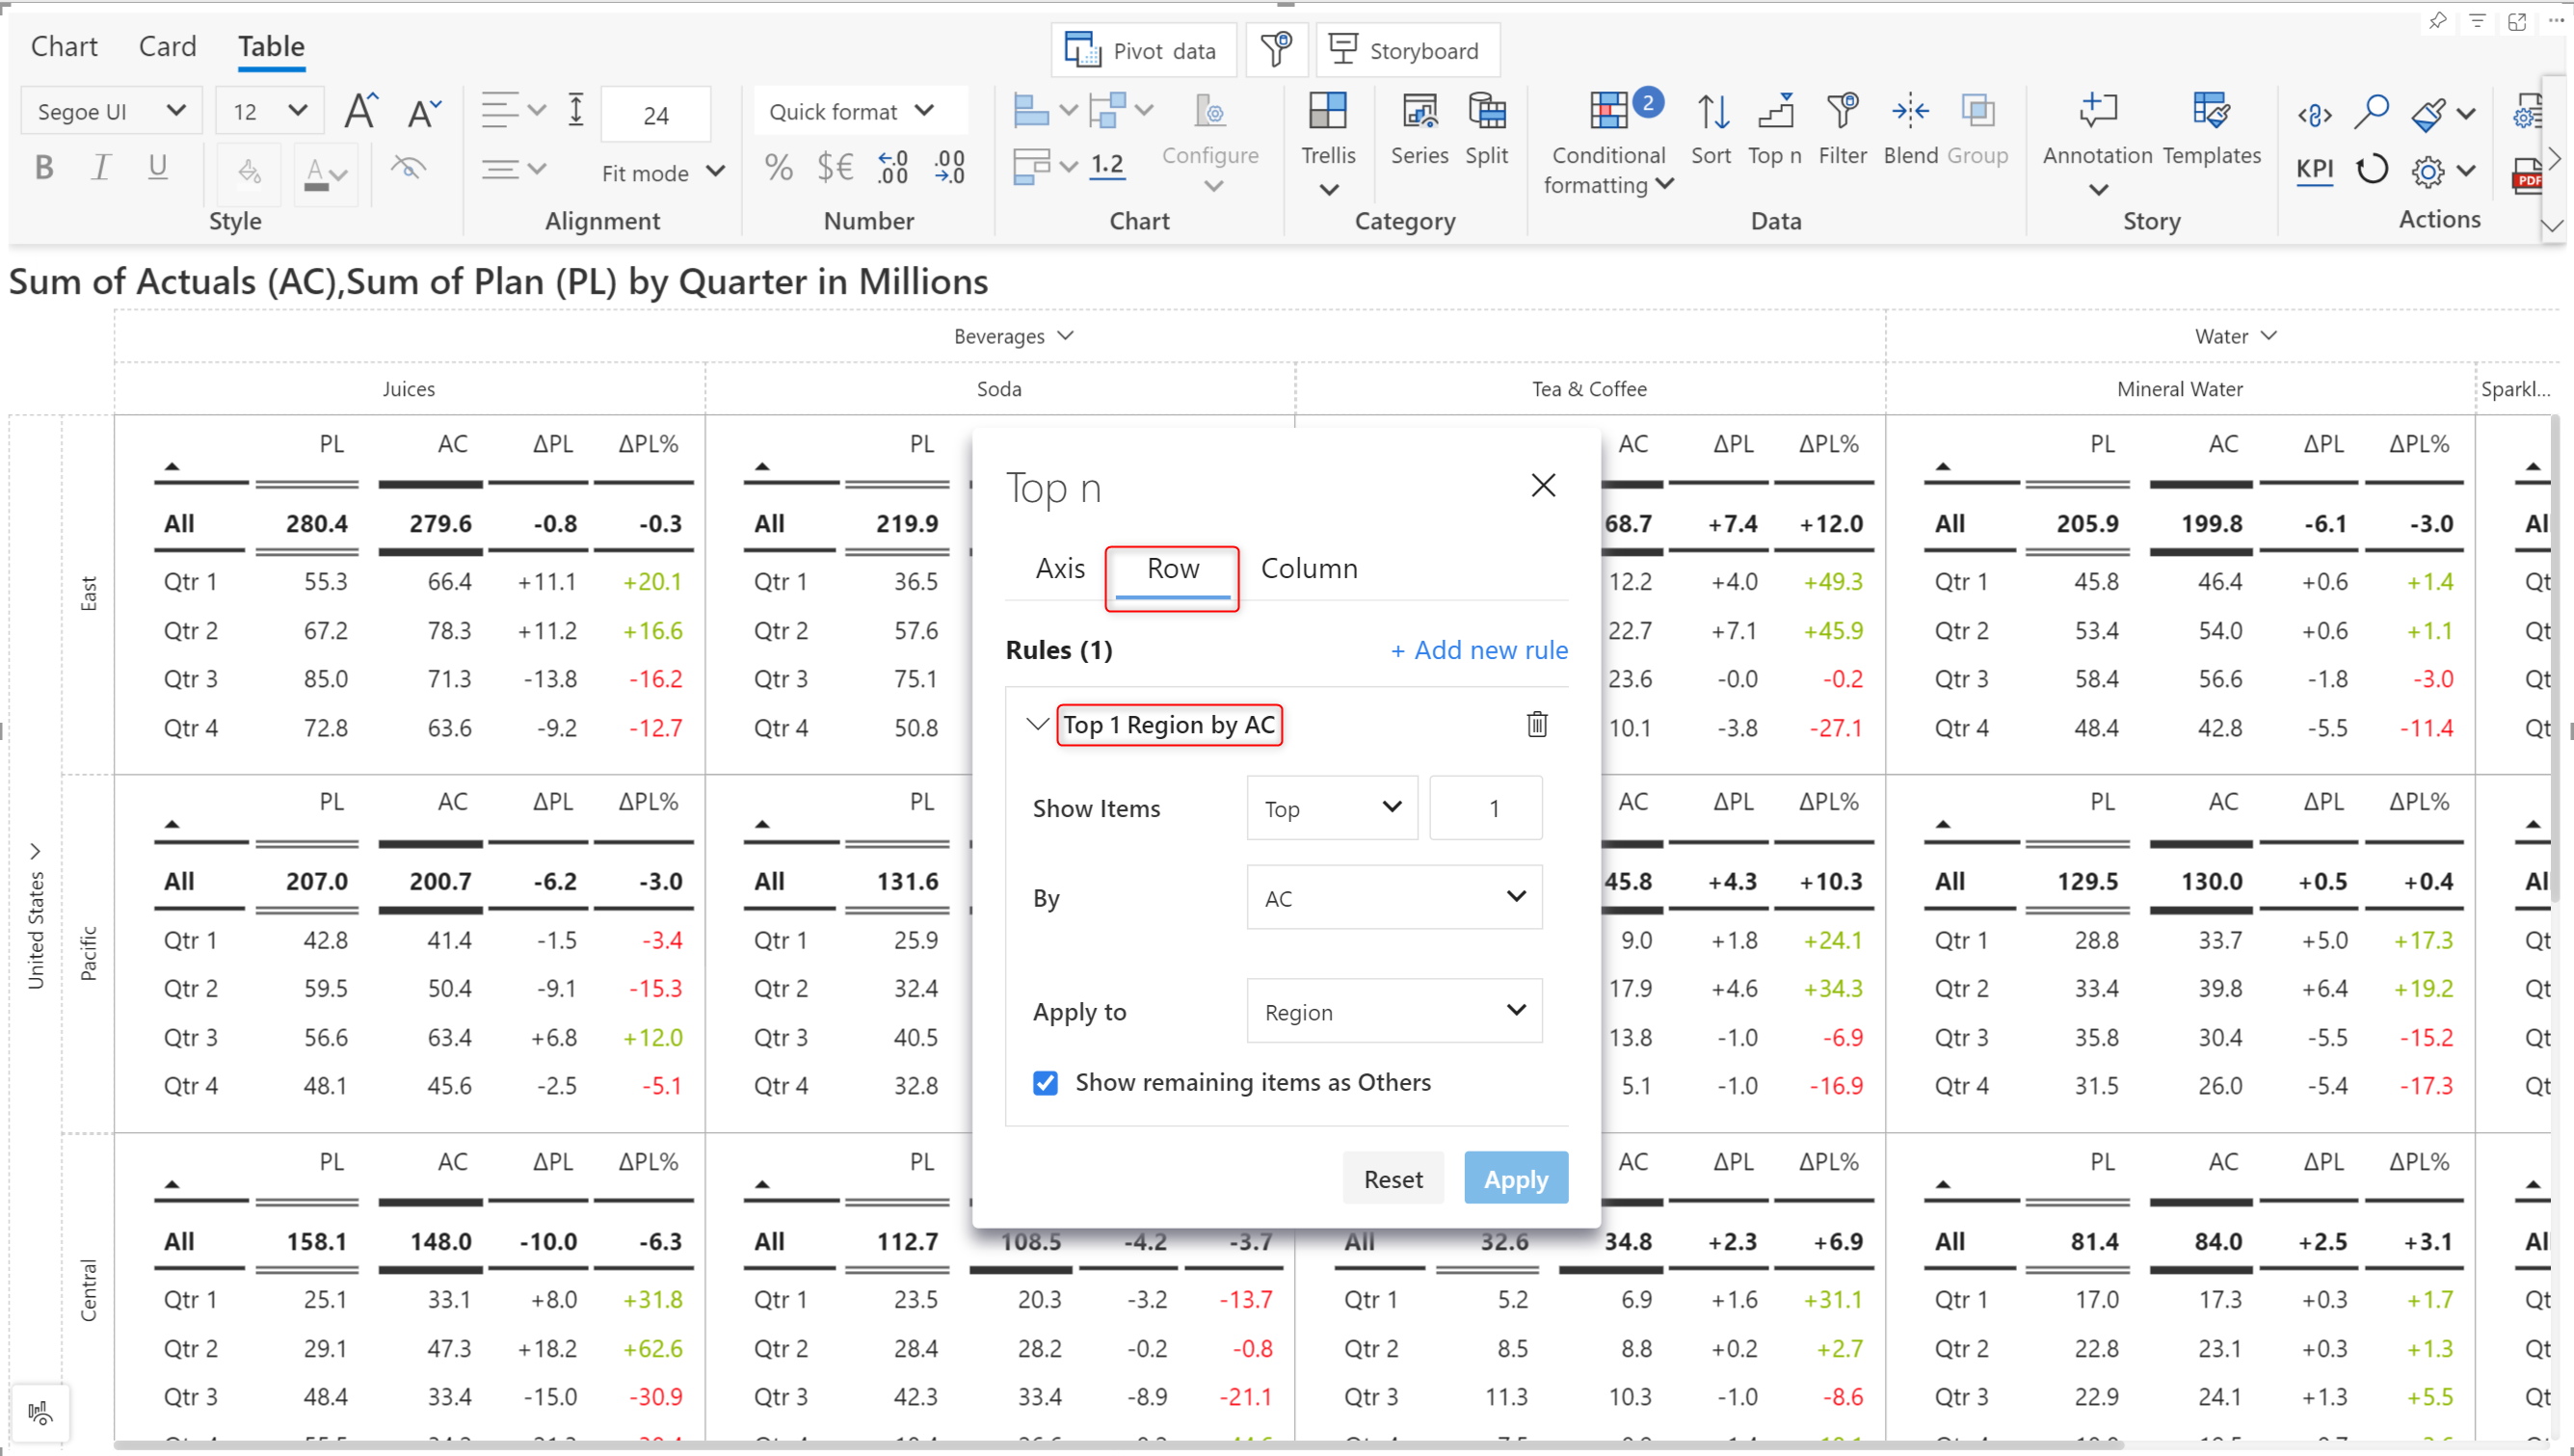 Chart Card Table
Pivot data Storyboard
Segoe UI 12 24 Quick format
Fit mode 1.2 Configure
Trellis Series Split
Conditional formatting 2 Sort Top n Filter Blend Group
Annotation Templates KPI PDF
Style Alignment Number Chart Category Data Story Actions
Sum of Actuals (AC),Sum of Plan (PL) by Quarter in Millions
Beverages Water
Juices Soda Tea & Coffee Mineral Water Sparkl...
United States
East
PL AC ΔPL ΔPL% PL AC ΔPL ΔPL% PL AC ΔPL ΔPL%
All 280.4 279.6 -0.8 -0.3 All 219.9 68.7 +7.4 +12.0 All 205.9 199.8 -6.1 -3.0
Qtr 1 55.3 66.4 +11.1 +20.1 Qtr 1 36.5 12.2 +4.0 +49.3 Qtr 1 45.8 46.4 +0.6 +1.4
Qtr 2 67.2 78.3 +11.2 +16.6 Qtr 2 57.6 22.7 +7.1 +45.9 Qtr 2 53.4 54.0 +0.6 +1.1
Qtr 3 85.0 71.3 -13.8 -16.2 Qtr 3 75.1 23.6 -0.0 -0.2 Qtr 3 58.4 56.6 -1.8 -3.0
Qtr 4 72.8 63.6 -9.2 -12.7 Qtr 4 50.8 10.1 -3.8 -27.1 Qtr 4 48.4 42.8 -5.5 -11.4
Pacific
PL AC ΔPL ΔPL% PL AC ΔPL ΔPL% PL AC ΔPL ΔPL%
All 207.0 200.7 -6.2 -3.0 All 131.6 45.8 +4.3 +10.3 All 129.5 130.0 +0.5 +0.4
Qtr 1 42.8 41.4 -1.5 -3.4 Qtr 1 25.9 9.0 +1.8 +24.1 Qtr 1 28.8 33.7 +5.0 +17.3
Qtr 2 59.5 50.4 -9.1 -15.3 Qtr 2 32.4 17.9 +4.6 +34.3 Qtr 2 33.4 39.8 +6.4 +19.2
Qtr 3 56.6 63.4 +6.8 +12.0 Qtr 3 40.5 13.8 -1.0 -6.9 Qtr 3 35.8 30.4 -5.5 -15.2
Qtr 4 48.1 45.6 -2.5 -5.1 Qtr 4 32.8 5.1 -1.0 -16.9 Qtr 4 31.5 26.0 -5.4 -17.3
Central
PL AC ΔPL ΔPL% PL AC ΔPL ΔPL% PL AC ΔPL ΔPL%
All 158.1 148.0 -10.0 -6.3 All 112.7 108.5 -4.2 -3.7 All 32.6 34.8 +2.3 +6.9 All 81.4 84.0 +2.5 +3.1
Qtr 1 25.1 33.1 +8.0 +31.8 Qtr 1 23.5 20.3 -3.2 -13.7 Qtr 1 5.2 6.9 +1.6 +31.1 Qtr 1 17.0 17.3 +0.3 +1.7
Qtr 2 29.1 47.3 +18.2 +62.6 Qtr 2 28.4 28.2 -0.2 -0.8 Qtr 2 8.5 8.8 +0.2 +2.7 Qtr 2 22.8 23.1 +0.3 +1.3
Qtr 3 48.4 33.4 -15.0 -30.9 Qtr 3 42.3 33.4 -8.9 -21.1 Qtr 3 11.3 10.3 -1.0 -8.6 Qtr 3 22.9 24.1 +1.3 +5.5
Top n
Axis Row Column
Rules (1) + Add new rule
Top 1 Region by AC
Show Items Top 1
By AC
Apply to Region
Show remaining items as Others
Reset Apply